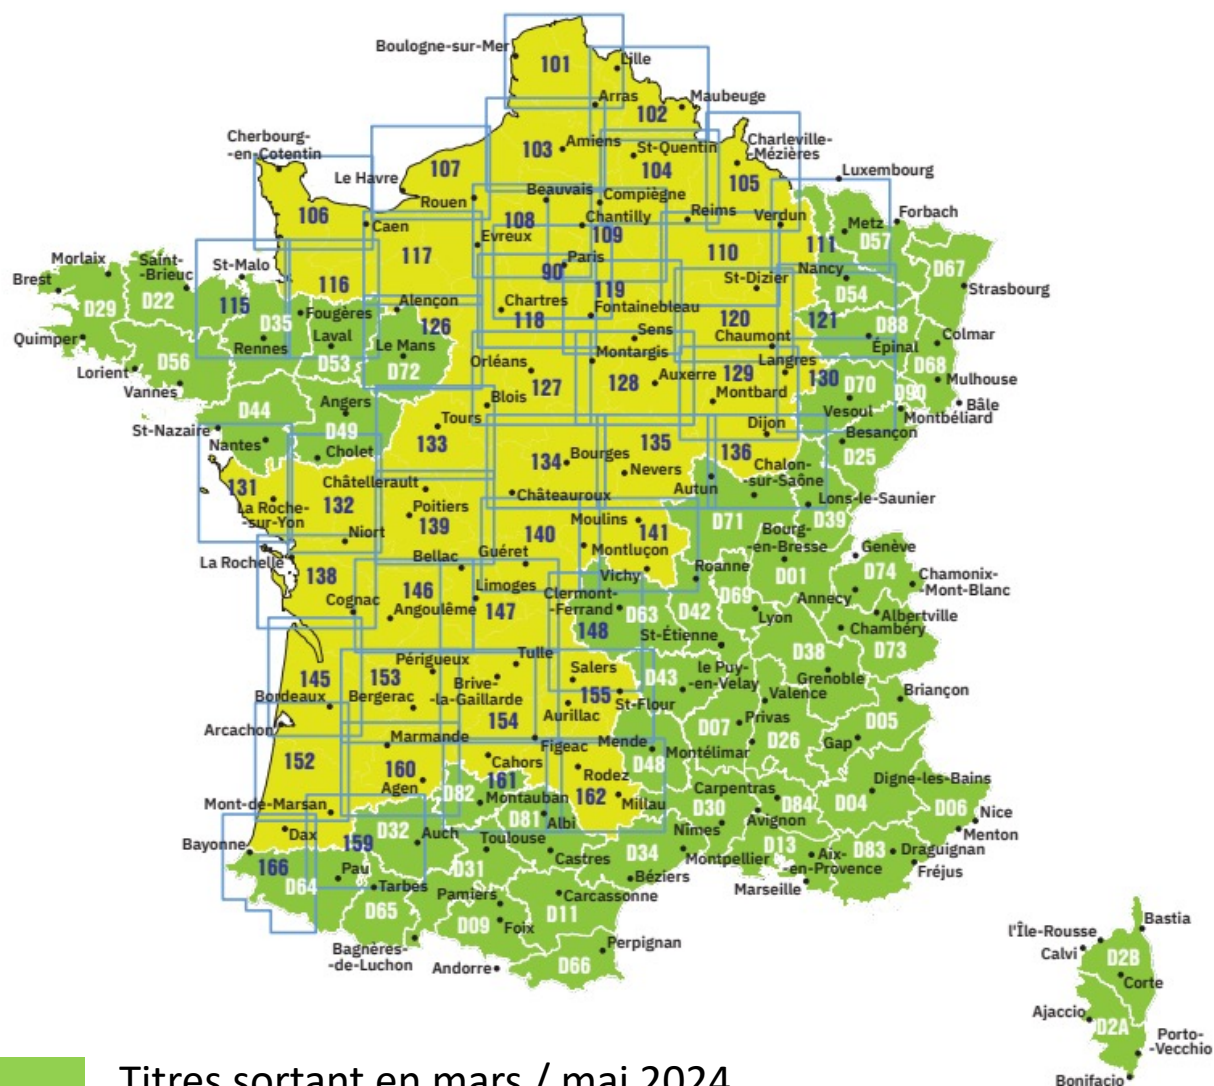 Boulogne-sur-Mer
101
Lille
Arras
Maubeuge
102
Cherbourg-
-en-Cotentin
107
103
Amiens
St-Quentin
104
Charleville-
-Mézières
105
Luxembourg
Le Havre
Rouen
Beauvais
Compiègne
106
Caen
108
Chantilly
Reims
Verdun
Metz
Forbach
D57
109
111
Evreux
117
110
Morlaix
Saint-
-Brieuc
St-Malo
Paris
90
Nancy
D67
Brest
D29
D22
115
116
St-Dizier
D54
Strasbourg
119
Alençon
Chartres
Fontainebleau
Fougères
118
120
121
D88
D35
126
Quimper
Rennes
Laval
Le Mans
Sens
Chaumont
Épinal
Colmar
D56
D53
D72
Orléans
Montargis
Langres
D68
Lorient
Vannes
127
128
Auxerre
129
130
D70
Mulhouse
Montbard
D90
Angers
Blois
Vesoul
Bâle
D44
Montbéliard
St-Nazaire
D49
Tours
Dijon
Besançon
Nantes
133
135
136
D25
Cholet
134
Bourges
Nevers
Chalon-
-sur-Saône
131
Châtellerault
Autun
Lons-le-Saunier
La Roche-
-sur-Yon
132
Poitiers
Châteauroux
139
Moulins
D71
D39
Niort
140
141
Bourg-
-en-Bresse
Genève
La Rochelle
Bellac
Guéret
Montluçon
Roanne
D74
138
146
Vichy
D01
Chamonix-
-Mont-Blanc
Limoges
Clermont-
-Ferrand
D69
Annecy
Cognac
Angoulême
147
D63
D42
Lyon
Albertville
148
St-Étienne
Chambéry
D38
D73
Périgueux
Tulle
145
153
Salers
D43
le Puy-
-en-Velay
Grenoble
Bordeaux
Bergerac
Brive-
-la-Gaillarde
155
St-Flour
Valence
Briançon
Arcachon
154
Aurillac
D07
Privas
D05
Marmande
Figeac
Mende
Montélimar
D26
Gap
152
160
Cahors
D48
Agen
161
Rodez
Digne-les-Bains
Mont-de-Marsan
D82
Montauban
162
Millau
Carpentras
D84
D04
D06
D30
Avignon
Nice
Dax
159
D32
Auch
D81
Albi
Nîmes
Menton
Bayonne
Toulouse
D34
D13
D83
Draguignan
166
Pau
D31
Castres
Montpellier
Aix-
-en-Provence
Fréjus
D64
Tarbes
Béziers
Marseille
Pamiers
Carcassonne
D65
D09
Foix
D11
Bagnères-
-de-Luchon
Andorre
Perpignan
D66
Bastia
l'Île-Rousse
Calvi
D2B
Corte
Ajaccio
D2A
Porto-
-Vecchio
Bonifacio
Titres sortant en mars / mai 2024